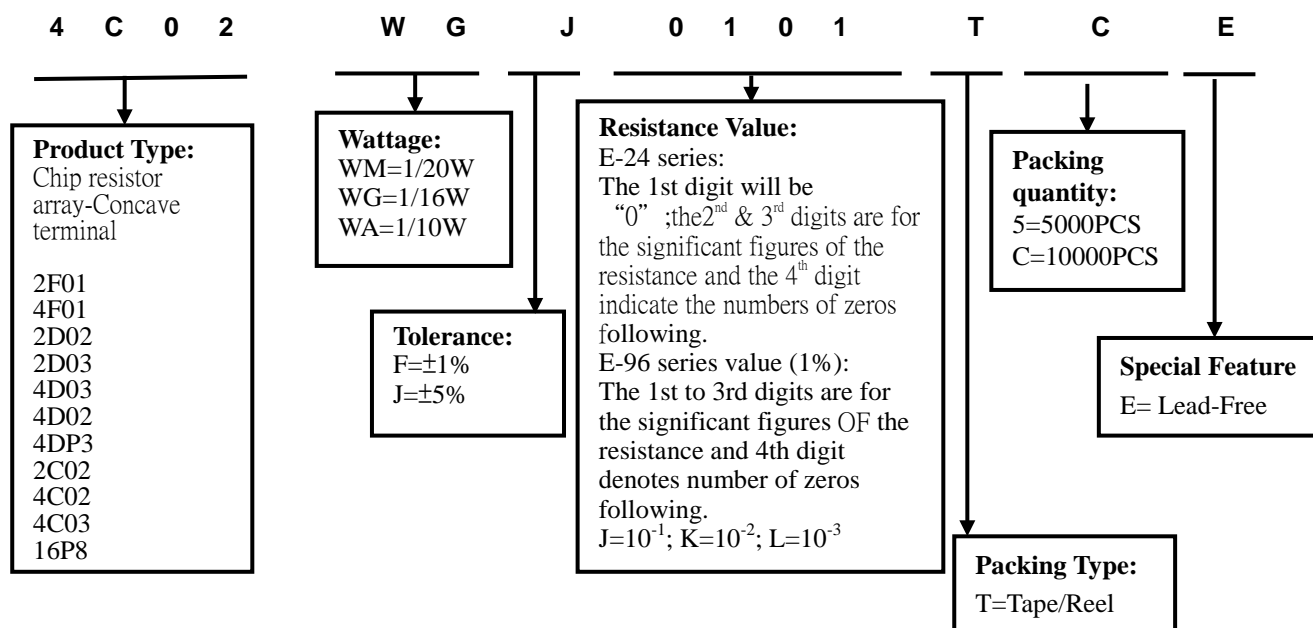 4 C 0 2 W G J 0 1 0 1 T C E
Product Type:
Chip resistor
array-Concave
terminal
2F01
4F01
2D02
2D03
4D03
4D02
4DP3
2C02
4C02
4C03
16P8
Wattage:
WM=1/20W
WG=1/16W
WA=1/10W
Tolerance:
F=±1%
J=±5%
Resistance Value:
E-24 series:
The 1st digit will be
“0” ;the2nd & 3rd digits are for
the significant figures of the
resistance and the 4th digit
indicate the numbers of zeros
following.
E-96 series value (1%):
The 1st to 3rd digits are for
the significant figures OF the
resistance and 4th digit
denotes number of zeros
following.
J=10-1; K=10-2; L=10-3
Packing Type:
T=Tape/Reel
Packing
quantity:
5=5000PCS
C=10000PCS
Special Feature
E= Lead-Free